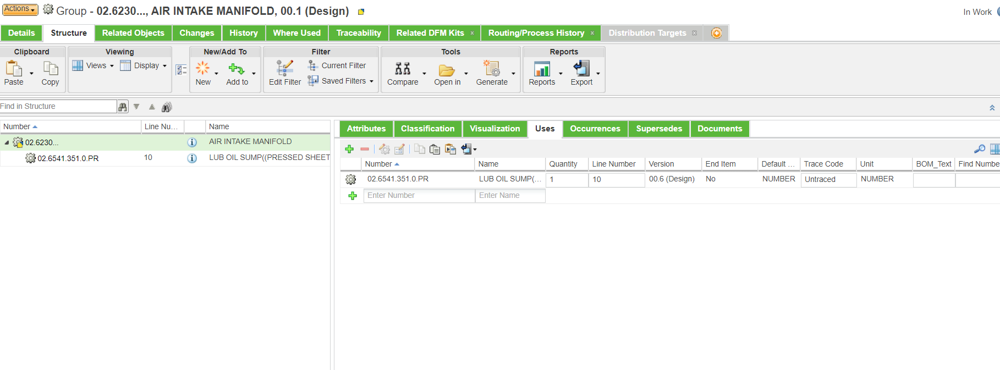 Actions Group - 02.6230..., AIR INTAKE MANIFOLD, 00.1 (Design) In Work
Details Structure Related Objects Changes History Where Used Traceability Related DFM Kits x Routing/Process History x Distribution Targets x
Clipboard Viewing New/Add To Filter Tools Reports
Views Display Current Filter
Paste Copy New Add to Edit Filter Saved Filters Compare Open in Generate Reports Export
Find in Structure
Number Line Nu... Name
02.6230... AIR INTAKE MANIFOLD
02.6541.351.0.PR 10 LUB OIL SUMP((PRESSED SHEET
Attributes Classification Visualization Uses Occurrences Supersedes Documents
Number Name Quantity Line Number Version End Item Default ... Trace Code Unit BOM_Text Find Numbe
02.6541.351.0.PR LUB OIL SUMP(... 1 10 00.6 (Design) No NUMBER Untraced NUMBER
Enter Number Enter Name